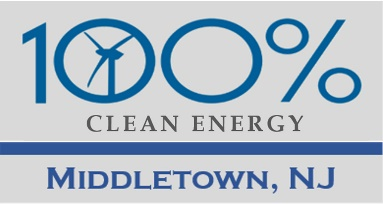 100%
CLEAN ENERGY
MIDDLETOWN, NJ